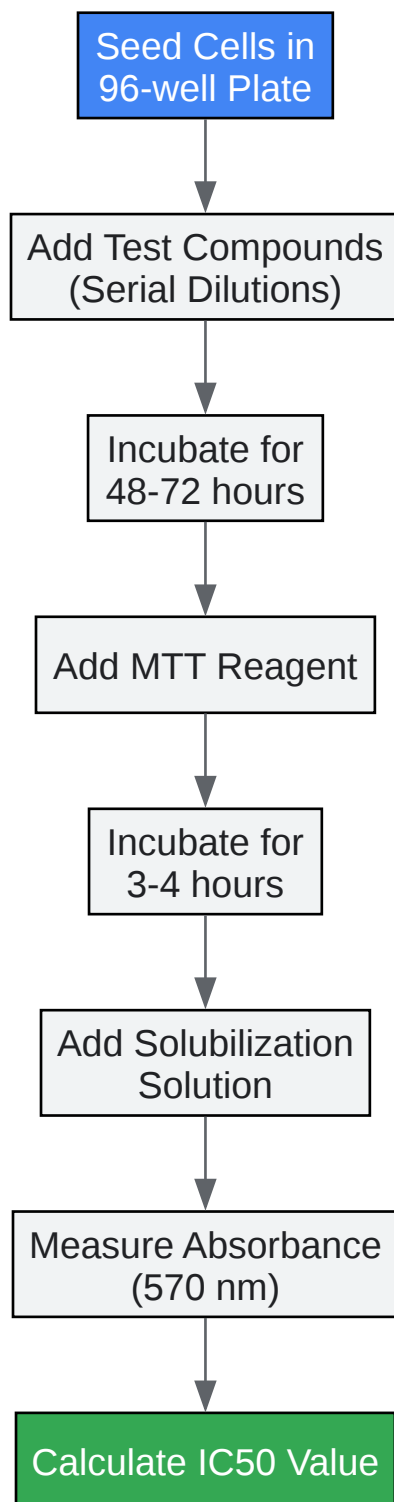 Seed Cells in
96-well Plate
Add Test Compounds
(Serial Dilutions)
Incubate for
48-72 hours
Add MTT Reagent
Incubate for
3-4 hours
Add Solubilization
Solution
Measure Absorbance
(570 nm)
Calculate IC50 Value